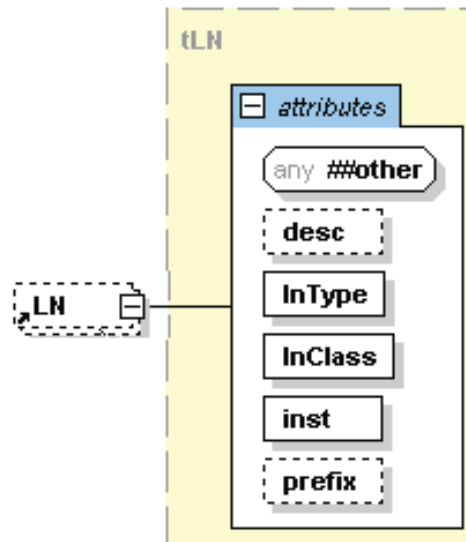 tLN
attributes
any ##other
desc
lnType
LN
lnClass
inst
prefix